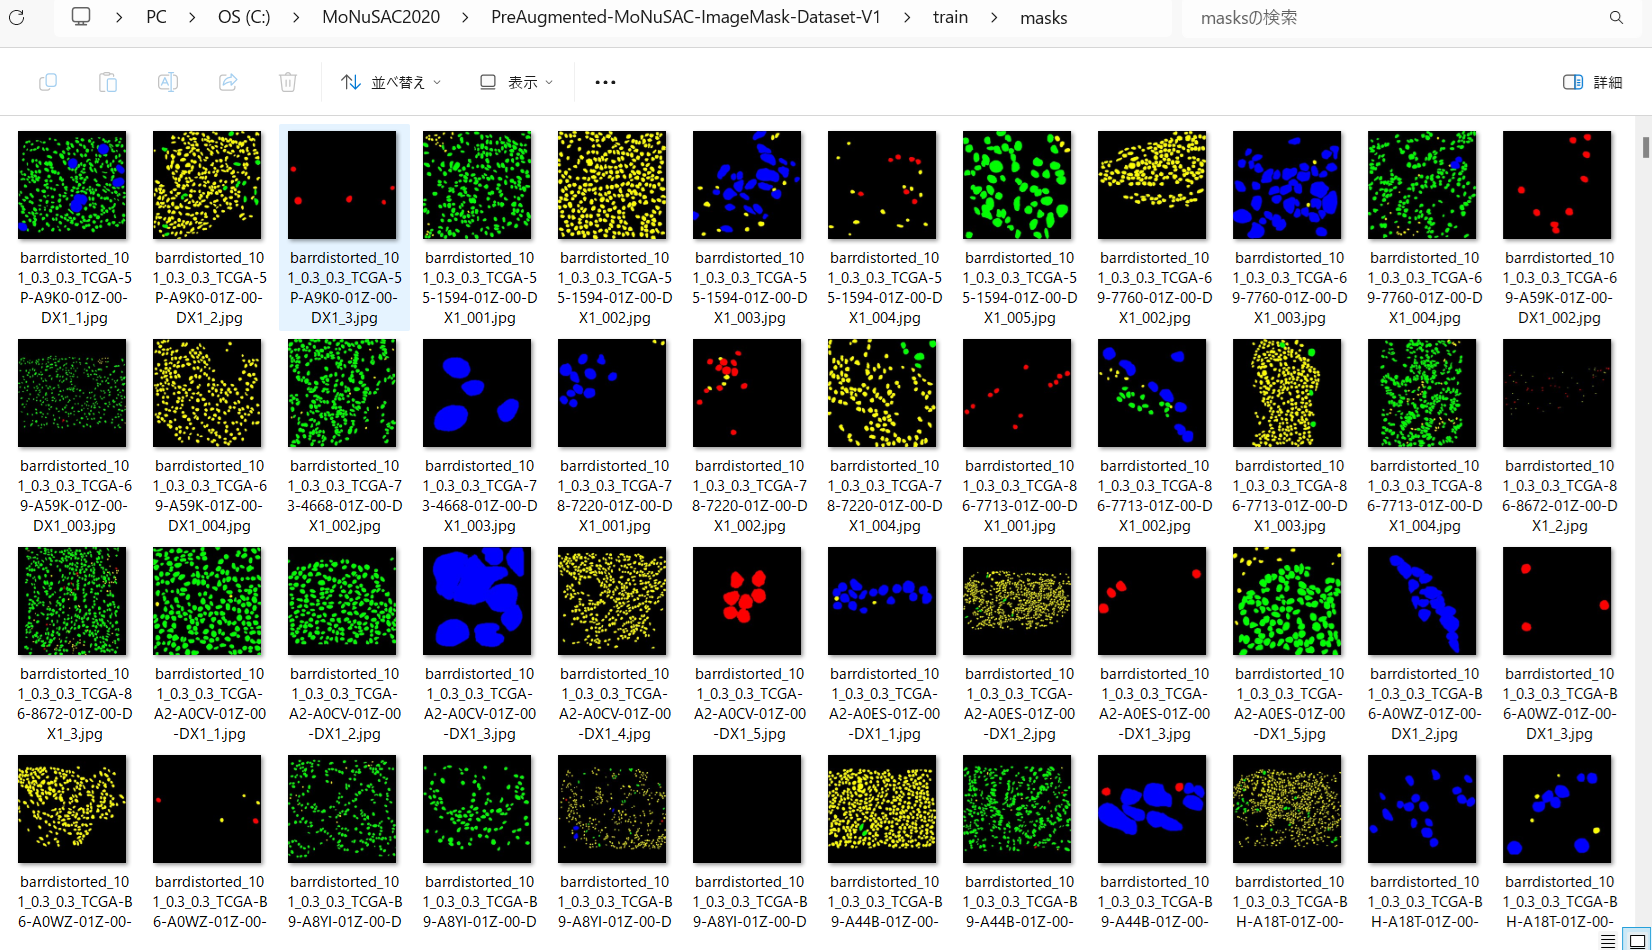 PC > OS (C:) > MoNuSAC2020 > PreAugmented-MoNuSAC-ImageMask-Dataset-V1 > train > masks
masksの検索
並べ替え
表示
詳細
barrdistorted_101_0.3_0.3_TCGA-5P-A9K0-01Z-00-DX1_1.jpg
barrdistorted_101_0.3_0.3_TCGA-5P-A9K0-01Z-00-DX1_2.jpg
barrdistorted_101_0.3_0.3_TCGA-5P-A9K0-01Z-00-DX1_3.jpg
barrdistorted_101_0.3_0.3_TCGA-55-1594-01Z-00-DX1_001.jpg
barrdistorted_101_0.3_0.3_TCGA-55-1594-01Z-00-DX1_002.jpg
barrdistorted_101_0.3_0.3_TCGA-55-1594-01Z-00-DX1_003.jpg
barrdistorted_101_0.3_0.3_TCGA-55-1594-01Z-00-DX1_004.jpg
barrdistorted_101_0.3_0.3_TCGA-55-1594-01Z-00-DX1_005.jpg
barrdistorted_101_0.3_0.3_TCGA-69-7760-01Z-00-DX1_002.jpg
barrdistorted_101_0.3_0.3_TCGA-69-7760-01Z-00-DX1_003.jpg
barrdistorted_101_0.3_0.3_TCGA-69-7760-01Z-00-DX1_004.jpg
barrdistorted_101_0.3_0.3_TCGA-69-A59K-01Z-00-DX1_002.jpg
barrdistorted_101_0.3_0.3_TCGA-69-A59K-01Z-00-DX1_003.jpg
barrdistorted_101_0.3_0.3_TCGA-69-A59K-01Z-00-DX1_004.jpg
barrdistorted_101_0.3_0.3_TCGA-73-4668-01Z-00-DX1_002.jpg
barrdistorted_101_0.3_0.3_TCGA-73-4668-01Z-00-DX1_003.jpg
barrdistorted_101_0.3_0.3_TCGA-78-7220-01Z-00-DX1_001.jpg
barrdistorted_101_0.3_0.3_TCGA-78-7220-01Z-00-DX1_002.jpg
barrdistorted_101_0.3_0.3_TCGA-78-7220-01Z-00-DX1_004.jpg
barrdistorted_101_0.3_0.3_TCGA-86-7713-01Z-00-DX1_001.jpg
barrdistorted_101_0.3_0.3_TCGA-86-7713-01Z-00-DX1_002.jpg
barrdistorted_101_0.3_0.3_TCGA-86-7713-01Z-00-DX1_003.jpg
barrdistorted_101_0.3_0.3_TCGA-86-7713-01Z-00-DX1_004.jpg
barrdistorted_101_0.3_0.3_TCGA-86-8672-01Z-00-DX1_2.jpg
barrdistorted_101_0.3_0.3_TCGA-86-8672-01Z-00-DX1_3.jpg
barrdistorted_101_0.3_0.3_TCGA-A2-A0CV-01Z-00-DX1_1.jpg
barrdistorted_101_0.3_0.3_TCGA-A2-A0CV-01Z-00-DX1_2.jpg
barrdistorted_101_0.3_0.3_TCGA-A2-A0CV-01Z-00-DX1_3.jpg
barrdistorted_101_0.3_0.3_TCGA-A2-A0CV-01Z-00-DX1_4.jpg
barrdistorted_101_0.3_0.3_TCGA-A2-A0CV-01Z-00-DX1_5.jpg
barrdistorted_101_0.3_0.3_TCGA-A2-A0ES-01Z-00-DX1_1.jpg
barrdistorted_101_0.3_0.3_TCGA-A2-A0ES-01Z-00-DX1_2.jpg
barrdistorted_101_0.3_0.3_TCGA-A2-A0ES-01Z-00-DX1_3.jpg
barrdistorted_101_0.3_0.3_TCGA-A2-A0ES-01Z-00-DX1_5.jpg
barrdistorted_101_0.3_0.3_TCGA-B6-A0WZ-01Z-00-DX1_2.jpg
barrdistorted_101_0.3_0.3_TCGA-B6-A0WZ-01Z-00-DX1_3.jpg
barrdistorted_101_0.3_0.3_TCGA-B6-A0WZ-01Z-00-
barrdistorted_101_0.3_0.3_TCGA-B6-A0WZ-01Z-00-
barrdistorted_101_0.3_0.3_TCGA-B9-A8YI-01Z-00-D
barrdistorted_101_0.3_0.3_TCGA-B9-A8YI-01Z-00-D
barrdistorted_101_0.3_0.3_TCGA-B9-A8YI-01Z-00-D
barrdistorted_101_0.3_0.3_TCGA-B9-A8YI-01Z-00-D
barrdistorted_101_0.3_0.3_TCGA-B9-A44B-01Z-00-
barrdistorted_101_0.3_0.3_TCGA-B9-A44B-01Z-00-
barrdistorted_101_0.3_0.3_TCGA-B9-A44B-01Z-00-
barrdistorted_101_0.3_0.3_TCGA-BH-A18T-01Z-00-
barrdistorted_101_0.3_0.3_TCGA-BH-A18T-01Z-00-
barrdistorted_101_0.3_0.3_TCGA-BH-A18T-01Z-00-